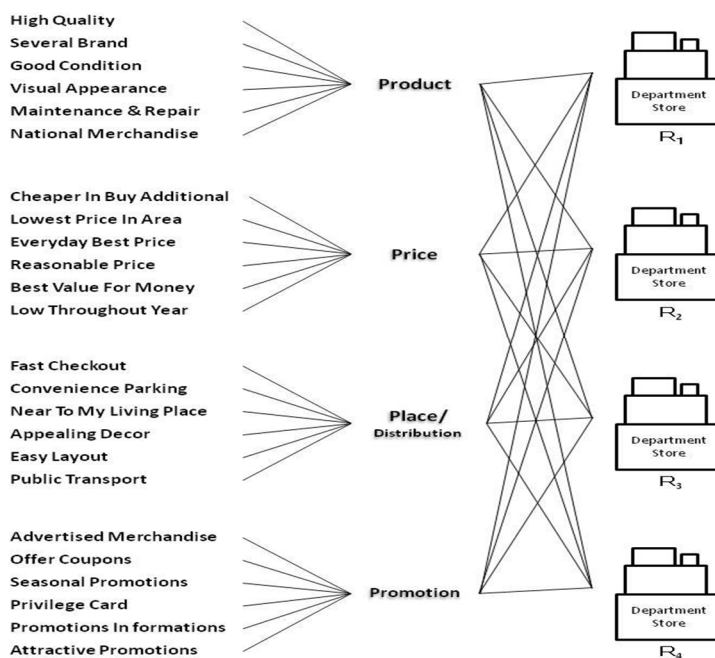 High Quality
Several Brand
Good Condition
Visual Appearance
Maintenance & Repair
National Merchandise
Product
Department
Store
R1
Cheaper In Buy Additional
Lowest Price In Area
Everyday Best Price
Reasonable Price
Best Value For Money
Low Throughout Year
Price
Department
Store
R2
Fast Checkout
Convenience Parking
Near To My Living Place
Appealing Decor
Easy Layout
Public Transport
Place/
Distribution
Department
Store
R3
Advertised Merchandise
Offer Coupons
Seasonal Promotions
Privilege Card
Promotions In formations
Attractive Promotions
Promotion
Department
Store
R4